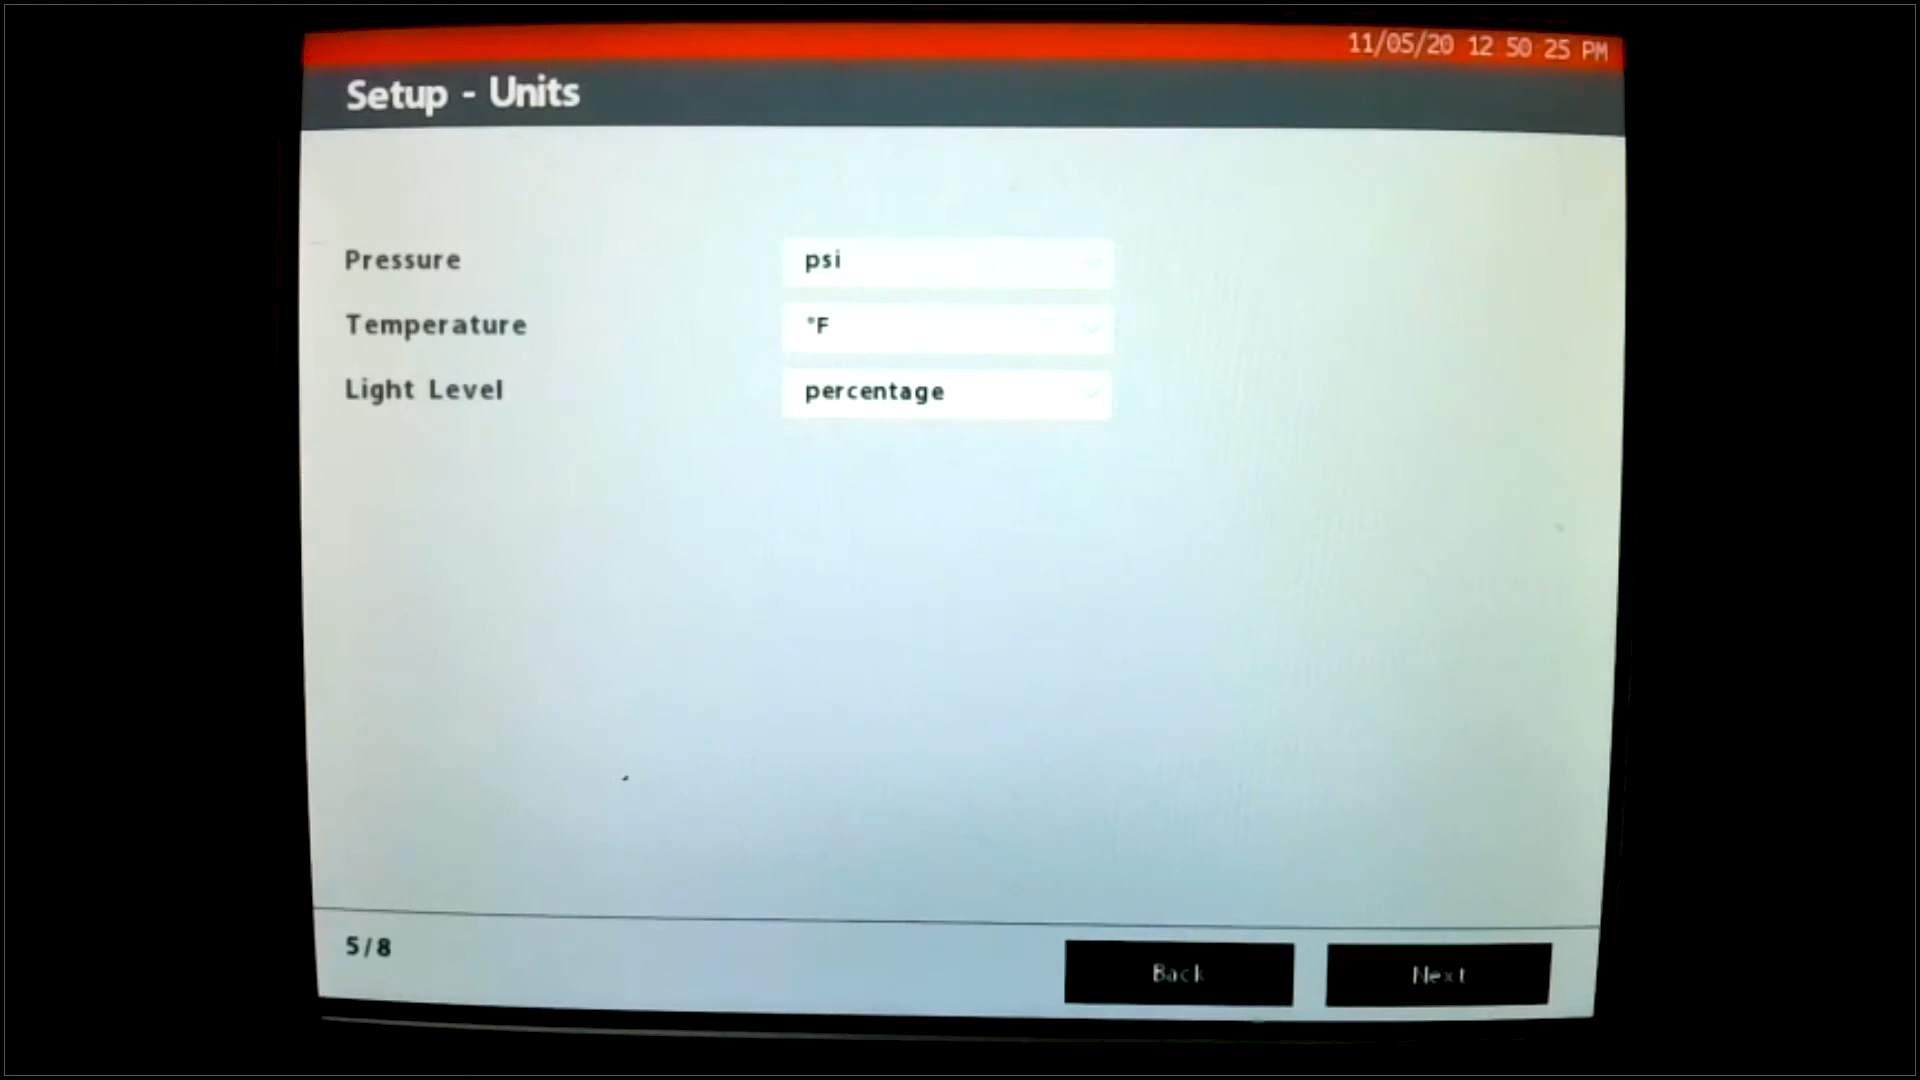 11/05/20 12 50 25 PM
Setup - Units
Pressure psi
Temperature °F
Light Level percentage
5/8
Back Next